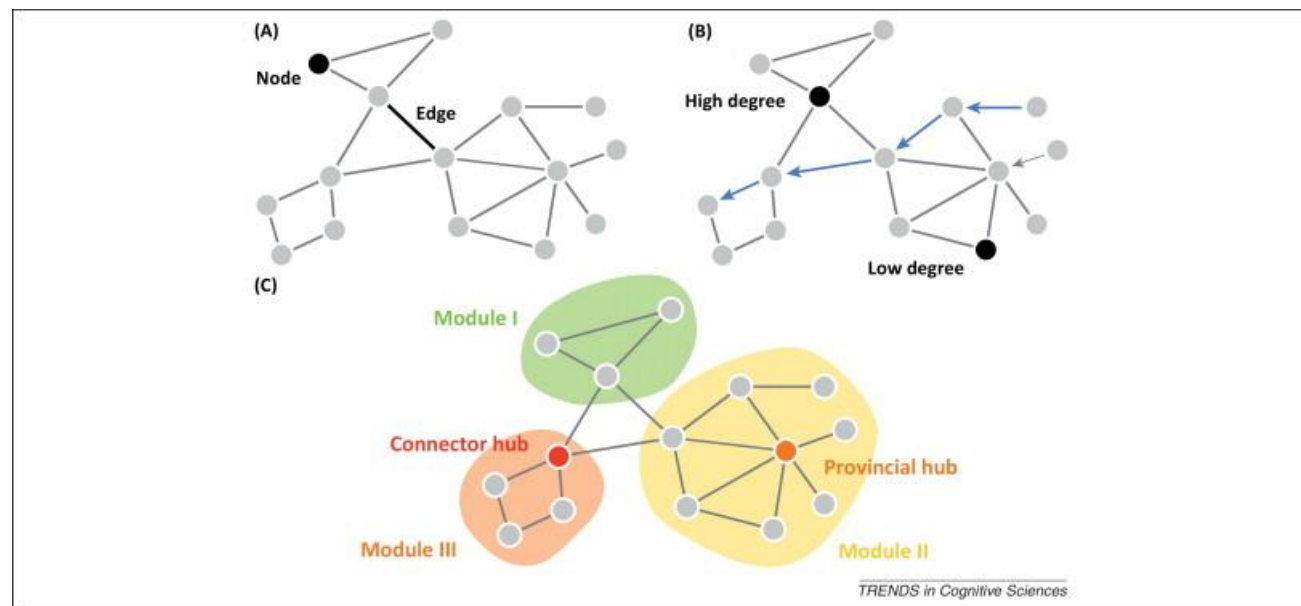 (A)
Node
Edge
(B)
High degree
Low degree
(C)
Module I
Connector hub
Provincial hub
Module III
Module II
TRENDS in Cognitive Sciences